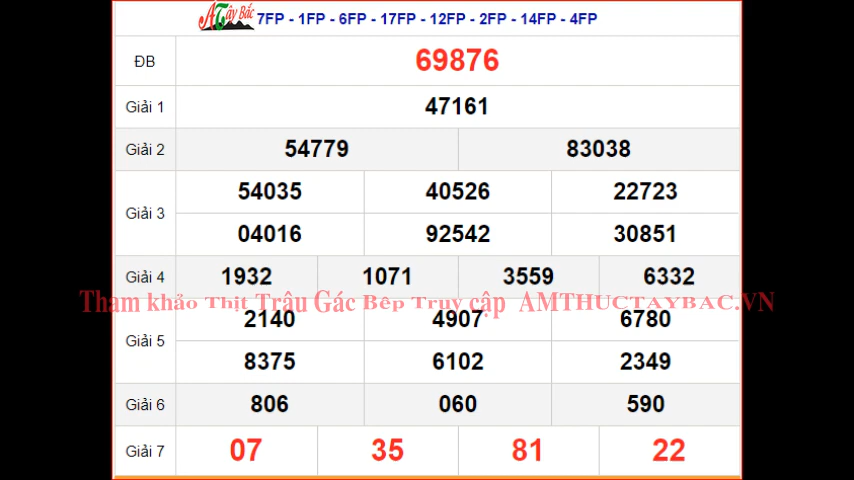 ATây Bắc 7FP - 1FP - 6FP - 17FP - 12FP - 2FP - 14FP - 4FP
ĐB 69876
Giải 1 47161
Giải 2 54779 83038
Giải 3 54035 40526 22723
04016 92542 30851
Giải 4 1932 1071 3559 6332
Tham khảo Thịt Trâu Gác Bếp Truy cập AMTHUCTAYBAC.VN
Giải 5 2140 4907 6780
8375 6102 2349
Giải 6 806 060 590
Giải 7 07 35 81 22